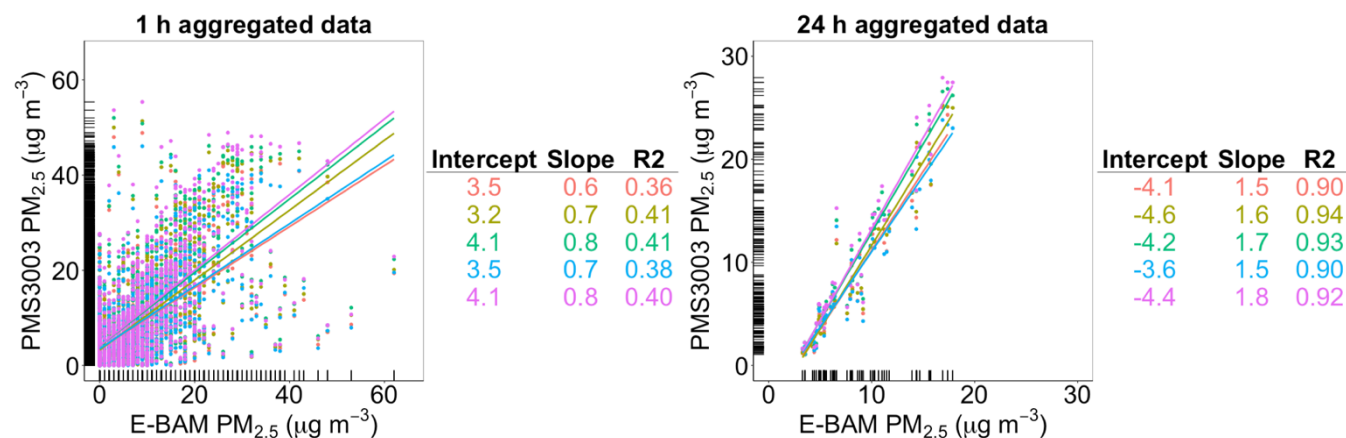 1 h aggregated data
PMS3003 PM2.5 (µg m−3)
60
40
20
0
0 20 40 60
E-BAM PM2.5 (µg m−3)
Intercept Slope R2
3.5 0.6 0.36
3.2 0.7 0.41
4.1 0.8 0.41
3.5 0.7 0.38
4.1 0.8 0.40
24 h aggregated data
PMS3003 PM2.5 (µg m−3)
30
20
10
0
0 10 20 30
E-BAM PM2.5 (µg m−3)
Intercept Slope R2
-4.1 1.5 0.90
-4.6 1.6 0.94
-4.2 1.7 0.93
-3.6 1.5 0.90
-4.4 1.8 0.92